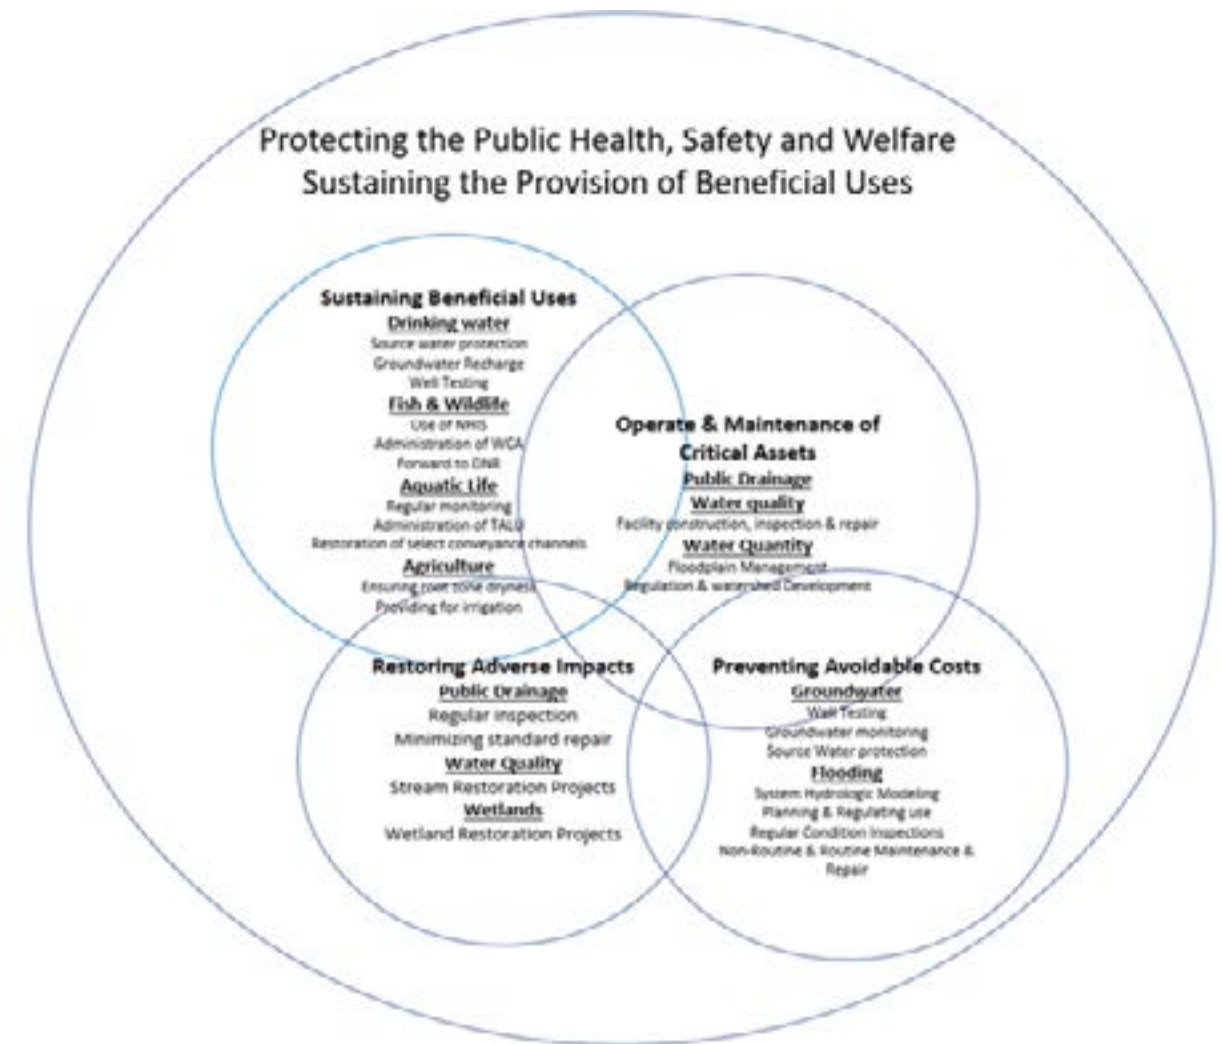 Protecting the Public Health, Safety and Welfare
Sustaining the Provision of Beneficial Uses
Sustaining Beneficial Uses
Drinking water
Source water protection
Groundwater Recharge
Well Testing
Fish & Wildlife
Use of NHIS
Administration of WCA
Forward to DNR
Aquatic Life
Regular monitoring
Administration of TALU
Restoration of select conveyance channels
Agriculture
Ensuring root zone dryness
Providing for irrigation
Operate & Maintenance of
Critical Assets
Public Drainage
Water quality
Facility construction, inspection & repair
Water Quantity
Floodplain Management
Regulation & watershed Development
Restoring Adverse Impacts
Public Drainage
Regular inspection
Minimizing standard repair
Water Quality
Stream Restoration Projects
Wetlands
Wetland Restoration Projects
Preventing Avoidable Costs
Groundwater
Well Testing
Groundwater monitoring
Source Water protection
Flooding
System Hydrologic Modeling
Planning & Regulating use
Regular Condition Inspections
Non-Routine & Routine Maintenance &
Repair